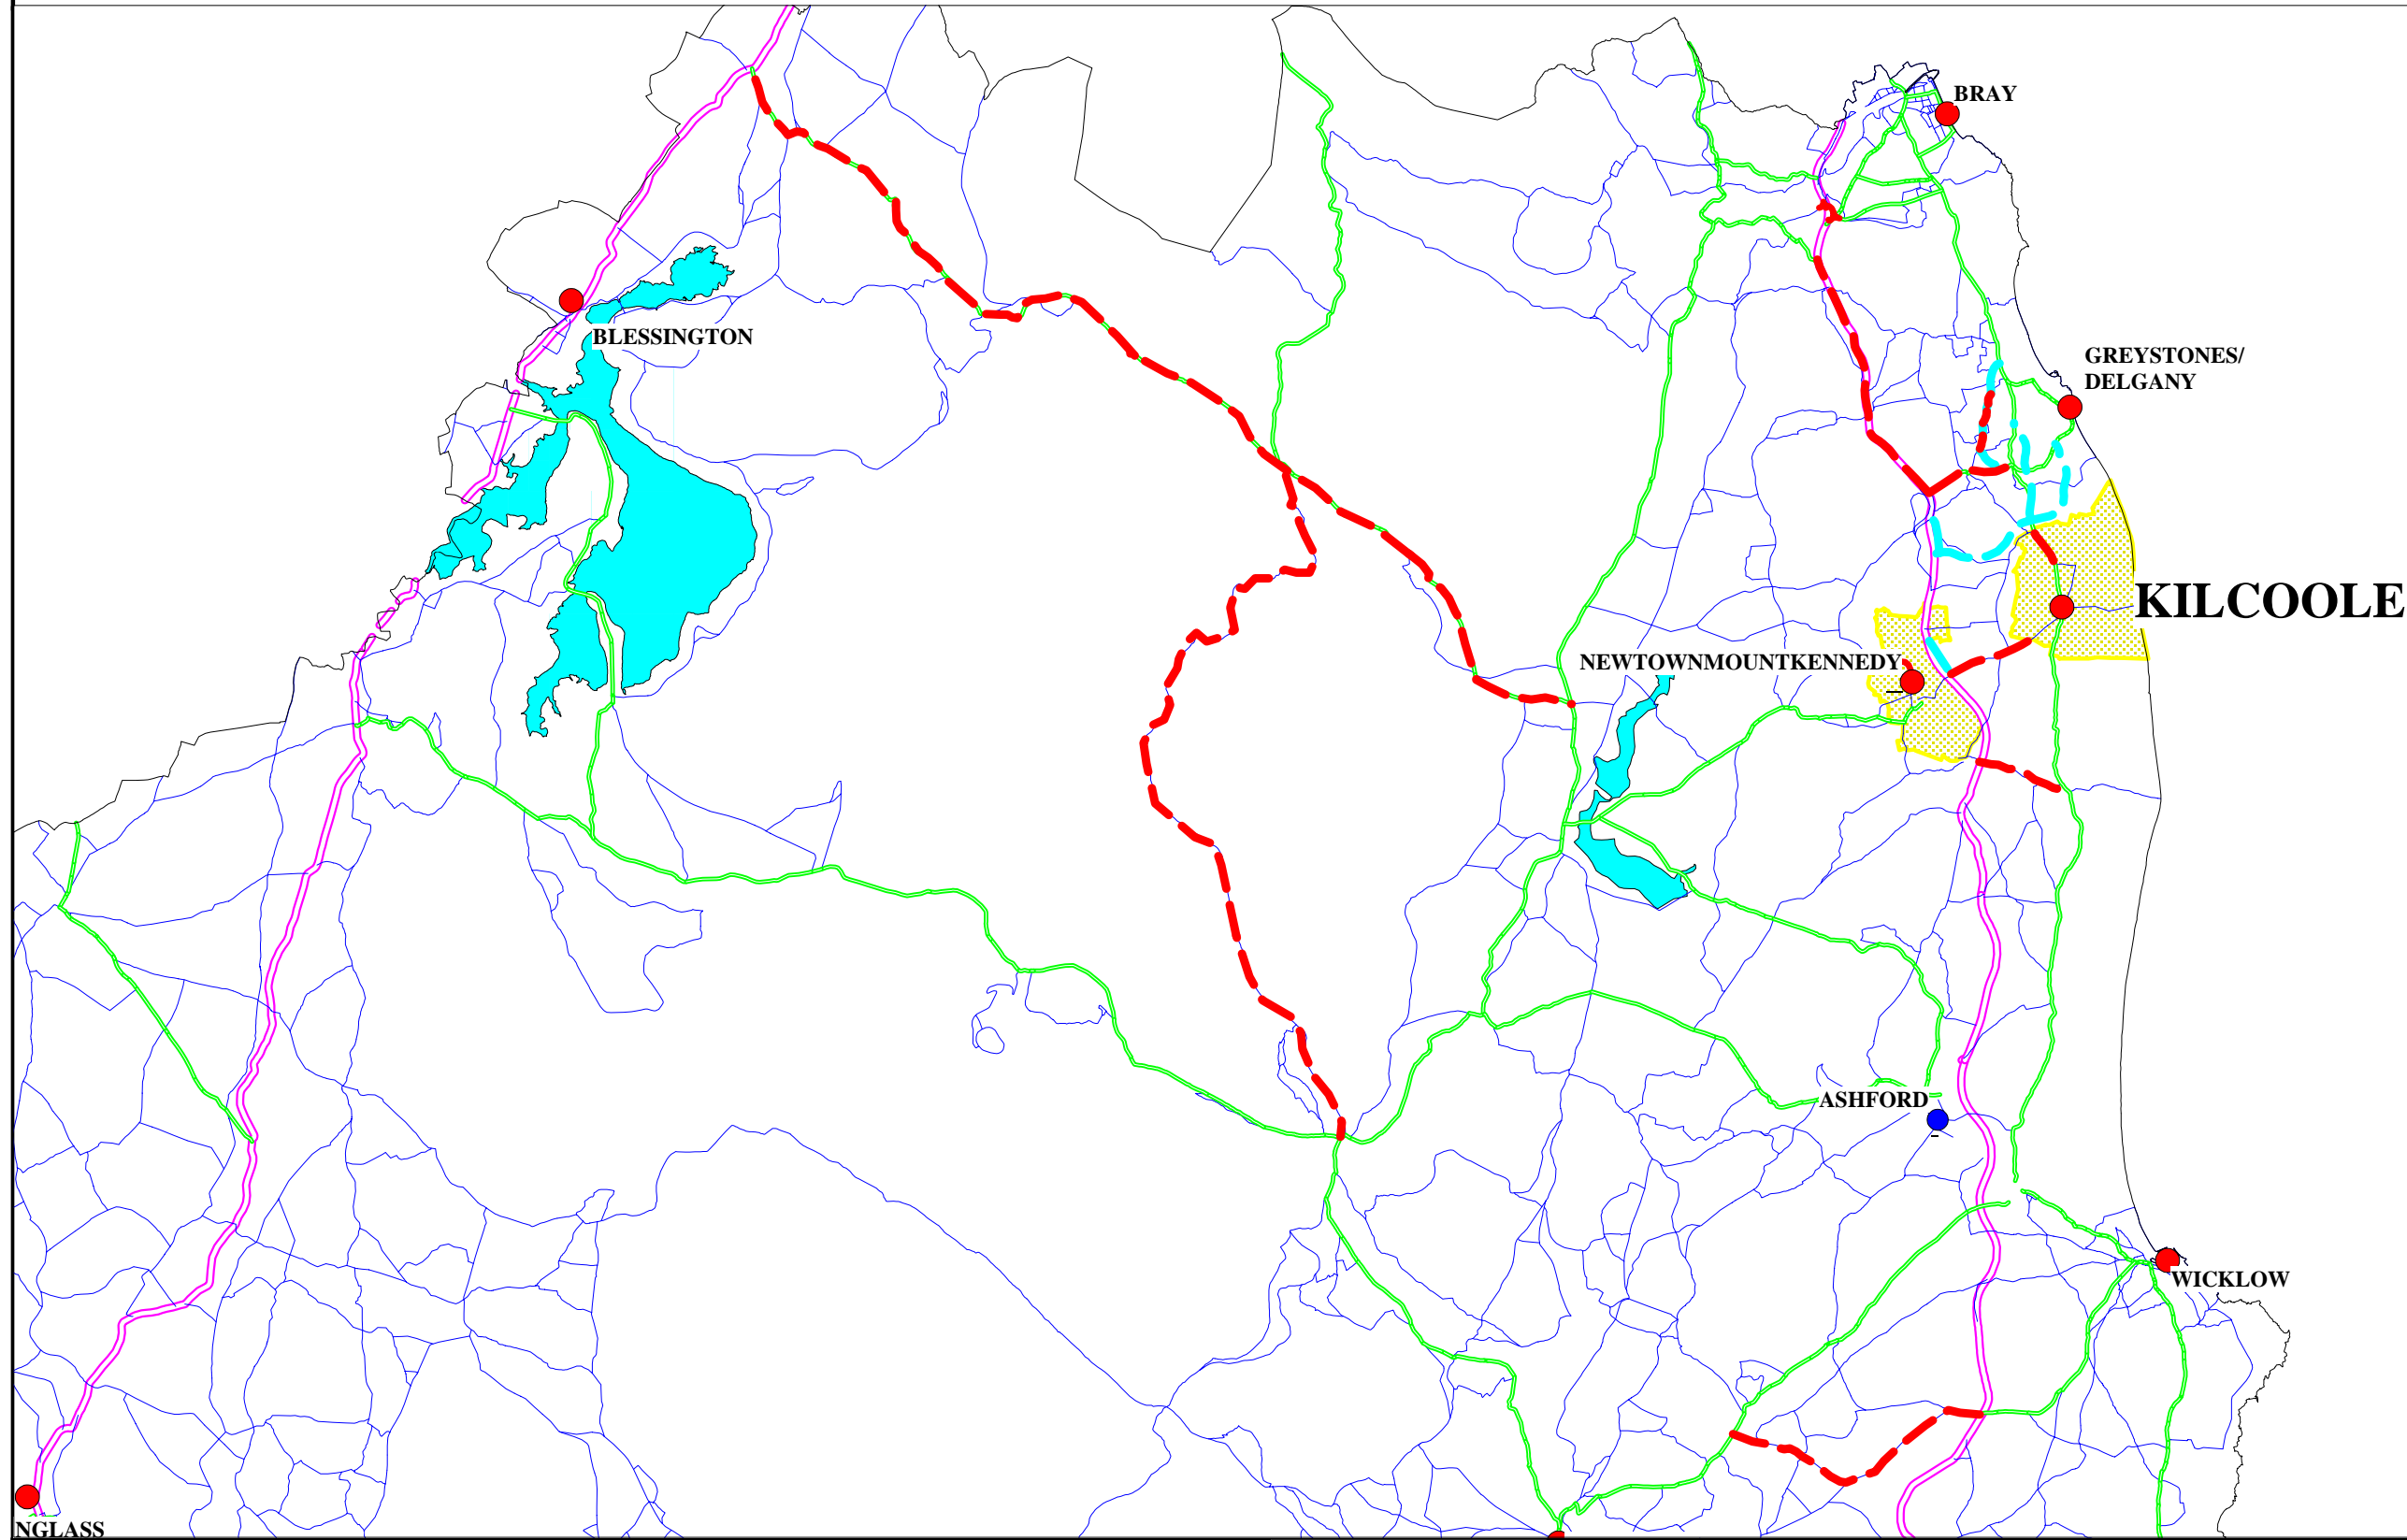 BRAY
BLESSINGTON
GREYSTONES/
DELGANY
KILCOOLE
NEWTOWNMOUNTKENNEDY
ASHFORD
WICKLOW
NGLASS